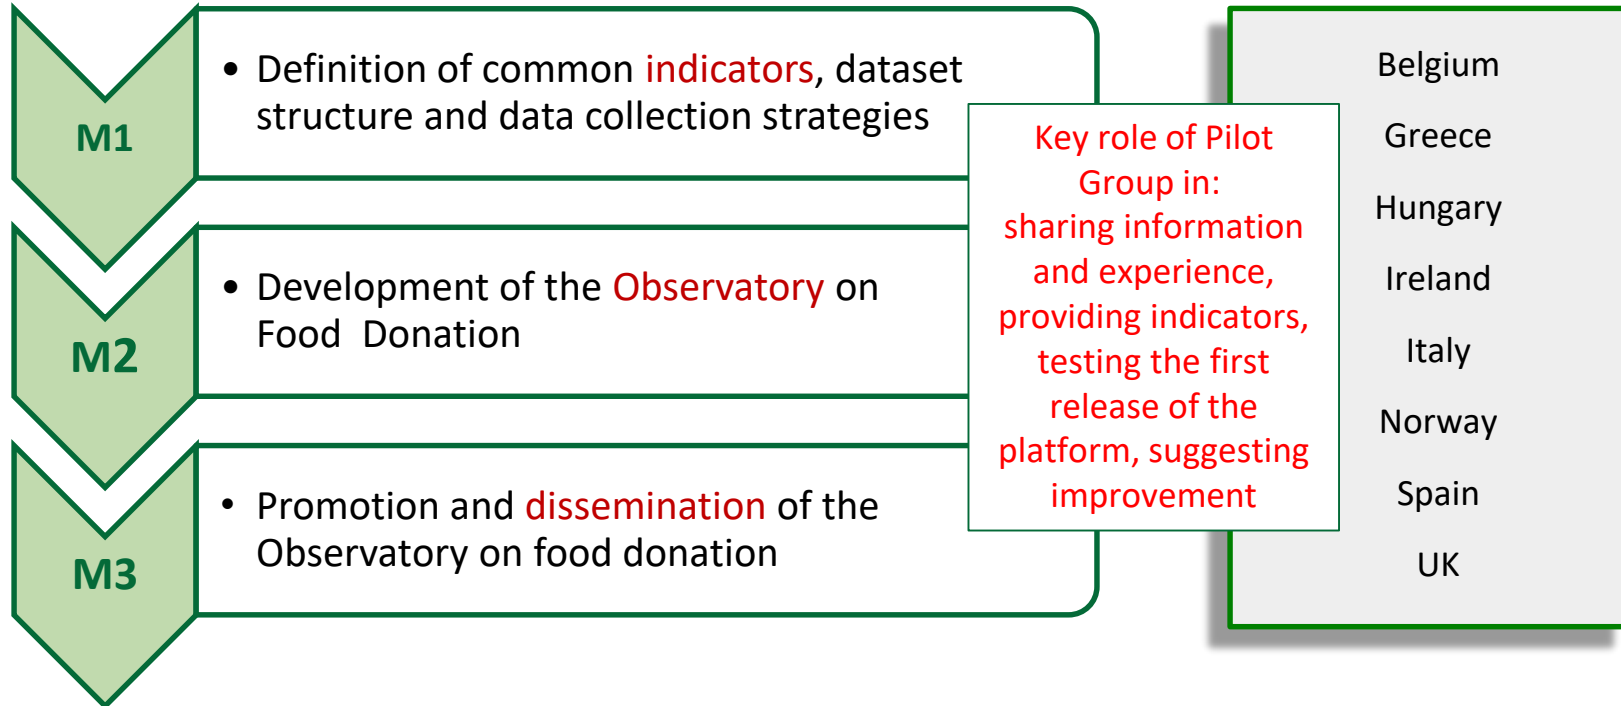 M1
• Definition of common indicators, dataset
structure and data collection strategies
M2
• Development of the Observatory on
Food  Donation
M3
• Promotion and dissemination of the
Observatory on food donation
Key role of Pilot
Group in:
sharing information
and experience,
providing indicators,
testing the first
release of the
platform, suggesting
improvement
Belgium
Greece
Hungary
Ireland
Italy
Norway
Spain
UK